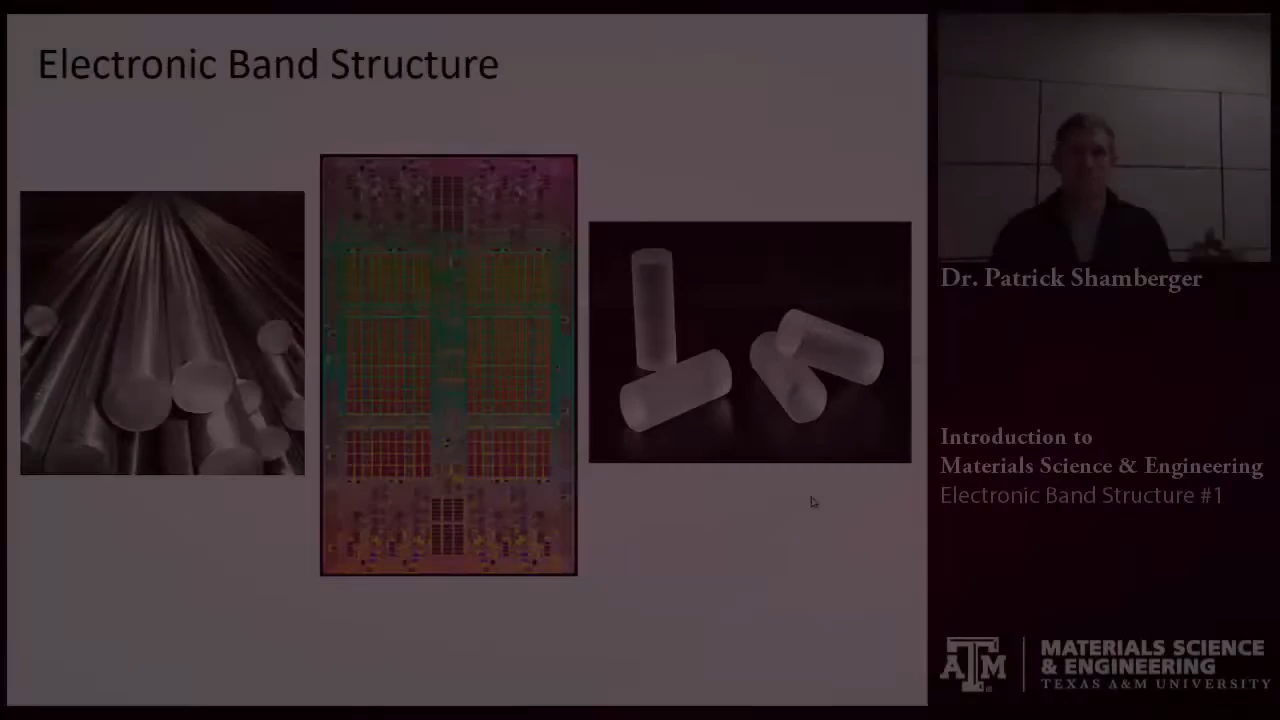 Electronic Band Structure
Dr. Patrick Shamberger
Introduction to
Materials Science & Engineering
Electronic Band Structure #1
ATM
MATERIALS SCIENCE
& ENGINEERING
TEXAS A&M UNIVERSITY